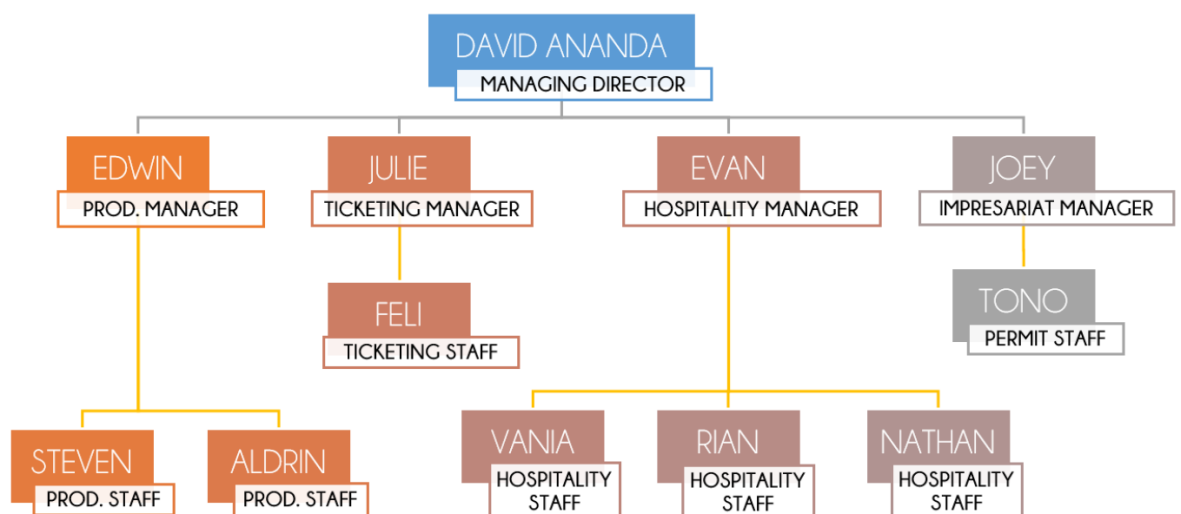 DAVID ANANDA
MANAGING DIRECTOR
EDWIN
PROD. MANAGER
JULIE
TICKETING MANAGER
EVAN
HOSPITALITY MANAGER
JOEY
IMPRESARIAT MANAGER
FELI
TICKETING STAFF
TONO
PERMIT STAFF
STEVEN
PROD. STAFF
ALDRIN
PROD. STAFF
VANIA
HOSPITALITY
STAFF
RIAN
HOSPITALITY
STAFF
NATHAN
HOSPITALITY
STAFF